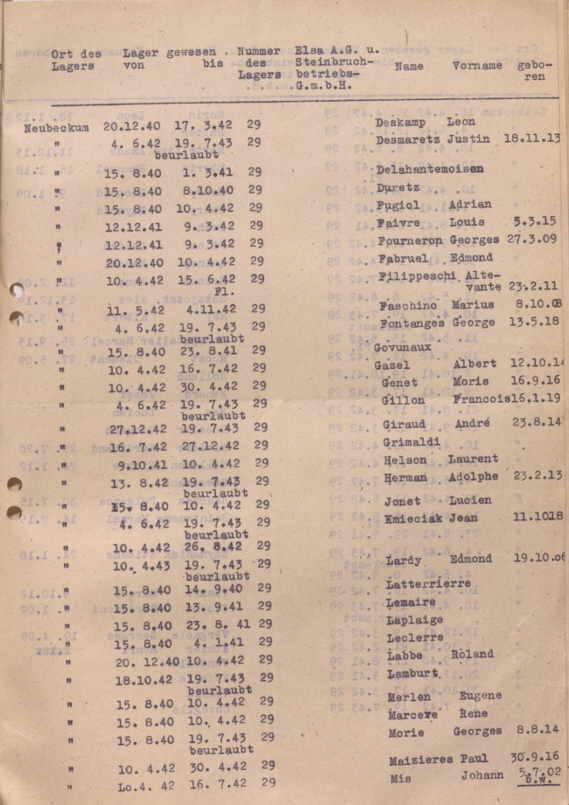 Ort des Lager gewesen . Nummer Elsa A.G. u.
Lagers von bis des Steinbruch- Name Vorname gebo-
Lagers betriebs- ren
G.m.b.H.
Neubeckum 20.12.40 17. 3.42 29 Deskamp Leon
" 4. 6.42 19. 7.43 29 Desmaretz Justin 18.11.13
beurlaubt
" 15. 8.40 1. 3.41 29 Delahantemoisen
" 15. 8.40 8.10.40 29 Duretz
" 15. 8.40 10. 4.42 29 Fugiol Adrian
" 12.12.41 9. 3.42 29 Faivre Louis 5.3.15
" 12.12.41 9. 3.42 29 Fourneron Georges 27.3.09
" 20.12.40 10. 4.42 29 Fabruel Edmond
" 10. 4.42 15. 6.42 29 Filippeschi Alte-
Fl. vante 23.2.11
" 11. 5.42 4.11.42 29 Faschino Marius 8.10.08
" 4. 6.42 19. 7.43 29 Fontanges George 13.5.18
beurlaubt
" 15. 8.40 23. 8.41 29 Govunaux
" 10. 4.42 16. 7.42 29 Gazel Albert 12.10.14
" 10. 4.42 30. 4.42 29 Genet Moris 16.9.16
" 4. 6.42 19. 7.43 29 Gillon Francois16.1.19
beurlaubt
" 27.12.42 19. 7.43 29 Giraud André 23.8.14
" 16. 7.42 27.12.42 29 Grimaldi
" 9.10.41 10. 4.42 29 Helson Laurent
" 13. 8.42 19. 7.43 29 Herman Adolphe 23.2.13
beurlaubt
" 15. 8.40 10. 4.42 29 Jonet Lucien
" 4. 6.42 19. 7.43 29 Kmieciak Jean 11.10.18
beurlaubt
" 10. 4.42 26. 8.42 29
" 10. 4.43 19. 7.43 29 Lardy Edmond 19.10.06
beurlaubt
" 15. 8.40 14. 9.40 29 Latterrierre
" 15. 8.40 13. 9.41 29 Lemaire
" 15. 8.40 23. 8. 41 29 Laplaige
" 15. 8.40 4. 1.41 29 Leclerre
" 20. 12.40 10. 4.42 29 Labbe Roland
" 18.10.42 19. 7.43 29 Lamburt
beurlaubt
" 15. 8.40 10. 4.42 29 Merlen Eugene
" 15. 8.40 10. 4.42 29 Marceve Rene
" 15. 8.40 19. 7.43 29 Morie Georges 8.8.14
beurlaubt
" 10. 4.42 30. 4.42 29 Maizieres Paul 30.9.16
" Lo.4. 42 16. 7.42 29 Mis Johann 5.7.02